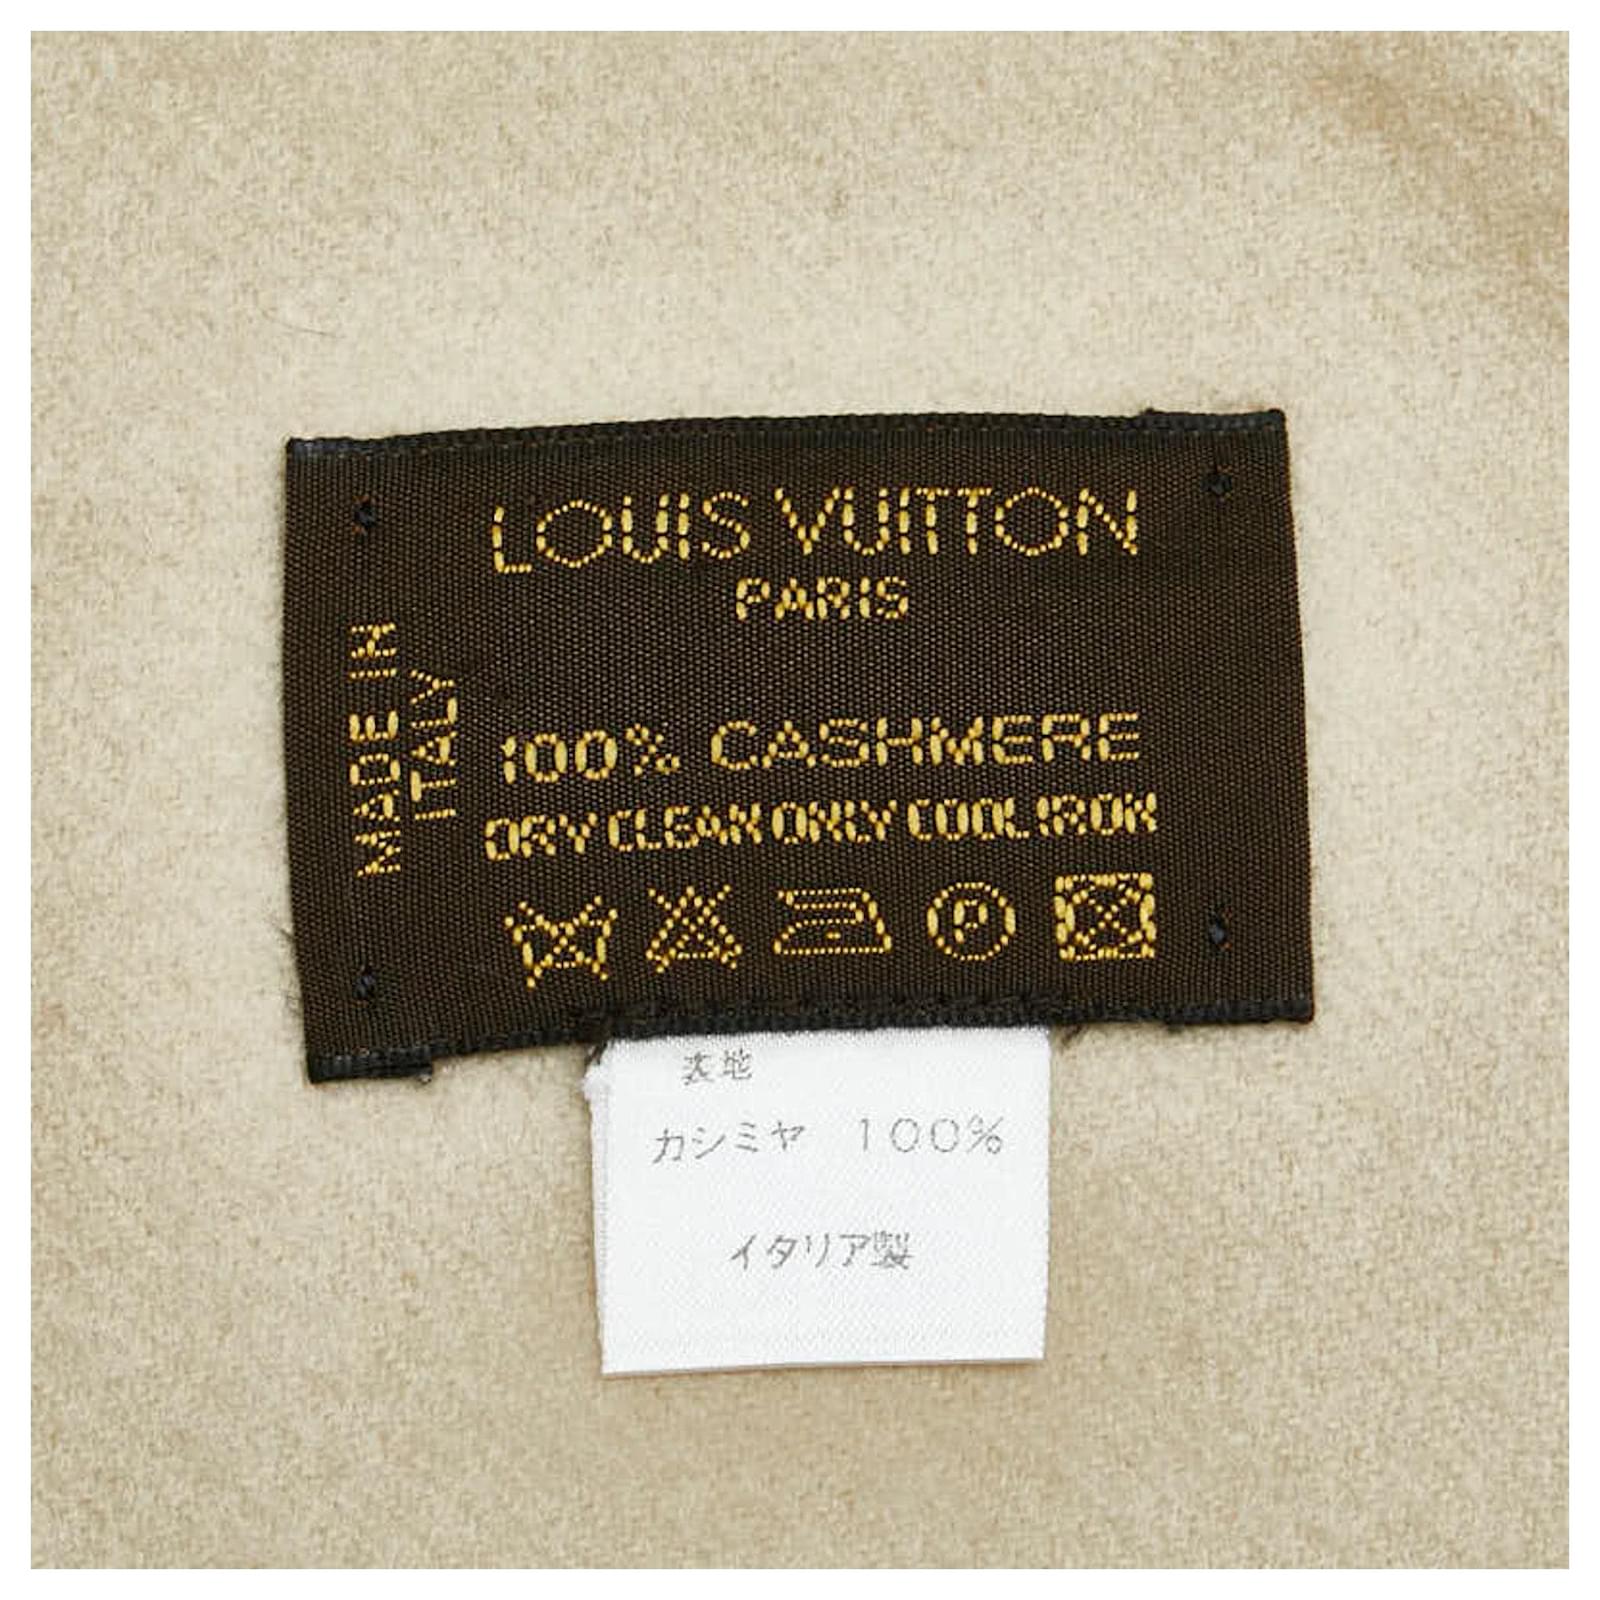 LOUIS VUITTON
PARIS
MADE IN
ITALY
100% CASHMERE
DRY CLEAN ONLY COOL IRON
P
表地
カシミヤ 100%
イタリア製